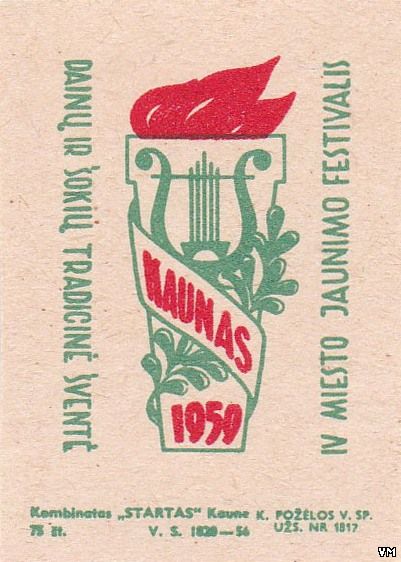 DAINŲ IR ŠOKIŲ TRADICINĖ ŠVENTĖ
IV MIESTO JAUNIMO FESTIVALIS
KAUNAS
1959
Kombinatas „STARTAS" Kaune K. POŽĖLOS V. SP.
75 št. V. S. 1820—56 UŽS. NR 1817
VM